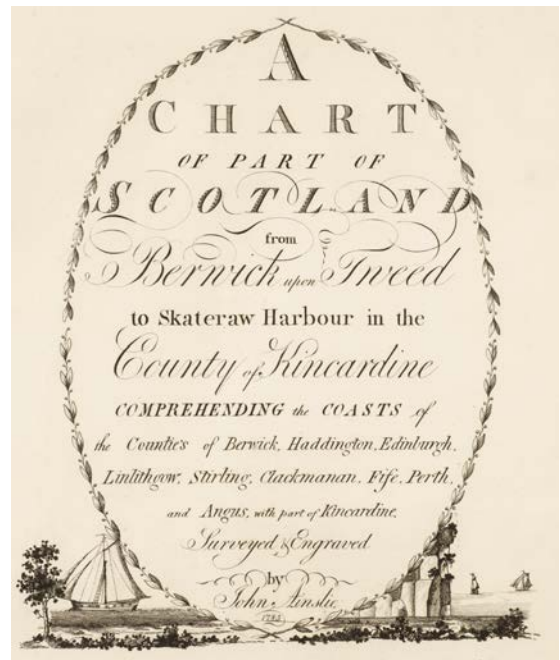 A
CHART
OF PART OF
SCOTLAND
from
Berwick upon Tweed
to Skateraw Harbour in the
County of Kincardine
COMPREHENDING the COASTS of
the Countie's of Berwick, Haddington, Edinburgh,
Linlithgow, Stirling, Clackmanan, Fife, Perth,
and Angus, with part of Kincardine,
Surveyed & Engraved
by
John Ainslie